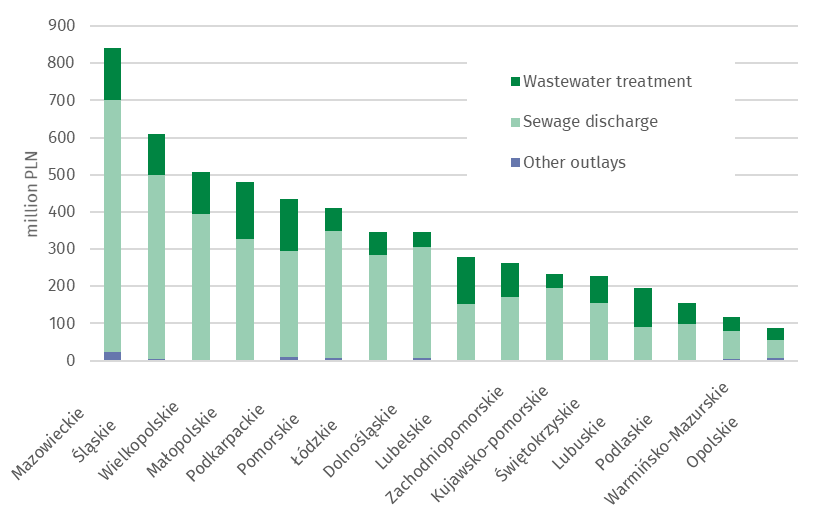 900
800
700
600
500
400
300
200
100
0
million PLN
Wastewater treatment
Sewage discharge
Other outlays
Mazowieckie
Śląskie
Wielkopolskie
Małopolskie
Podkarpackie
Pomorskie
Łódzkie
Dolnośląskie
Lubelskie
Zachodniopomorskie
Kujawsko-pomorskie
Świętokrzyskie
Lubuskie
Podlaskie
Warmińsko-Mazurskie
Opolskie